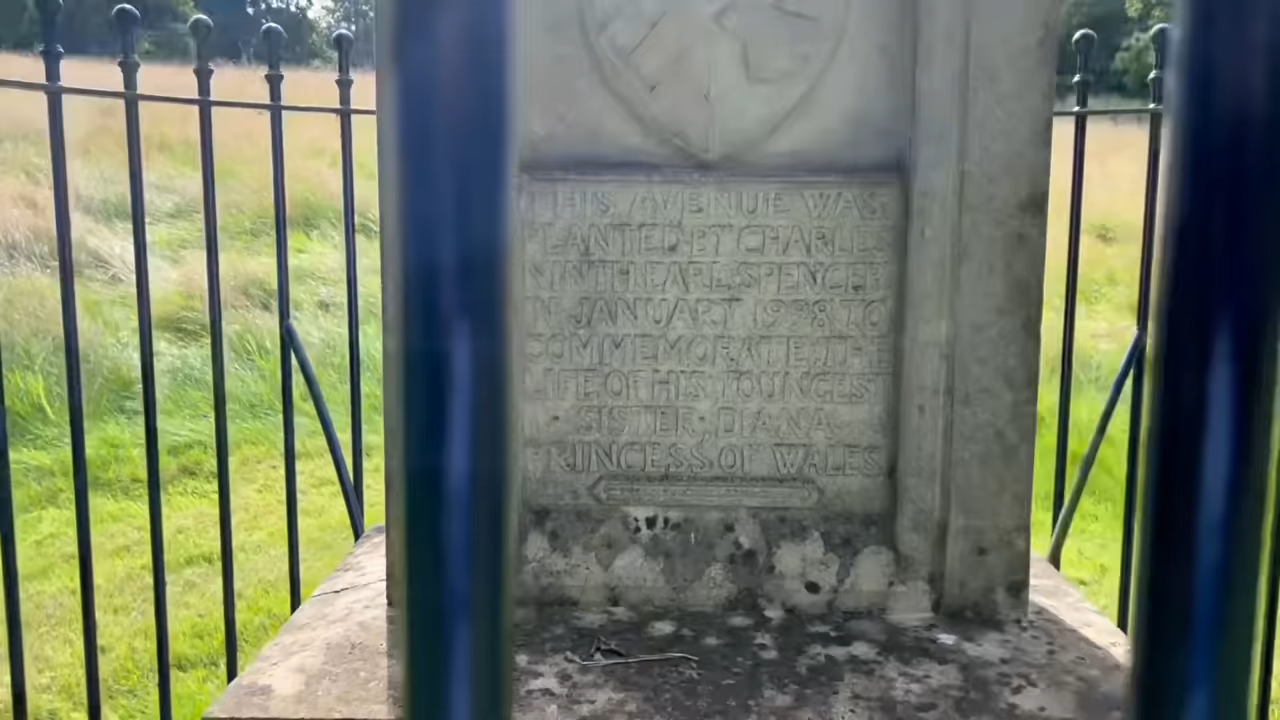 THIS AVENUE WAS
PLANTED BY CHARLES
NINTH EARL SPENCER
IN JANUARY 1998 TO
COMMEMORATE THE
LIFE OF HIS YOUNGEST
SISTER, DIANA
PRINCESS OF WALES